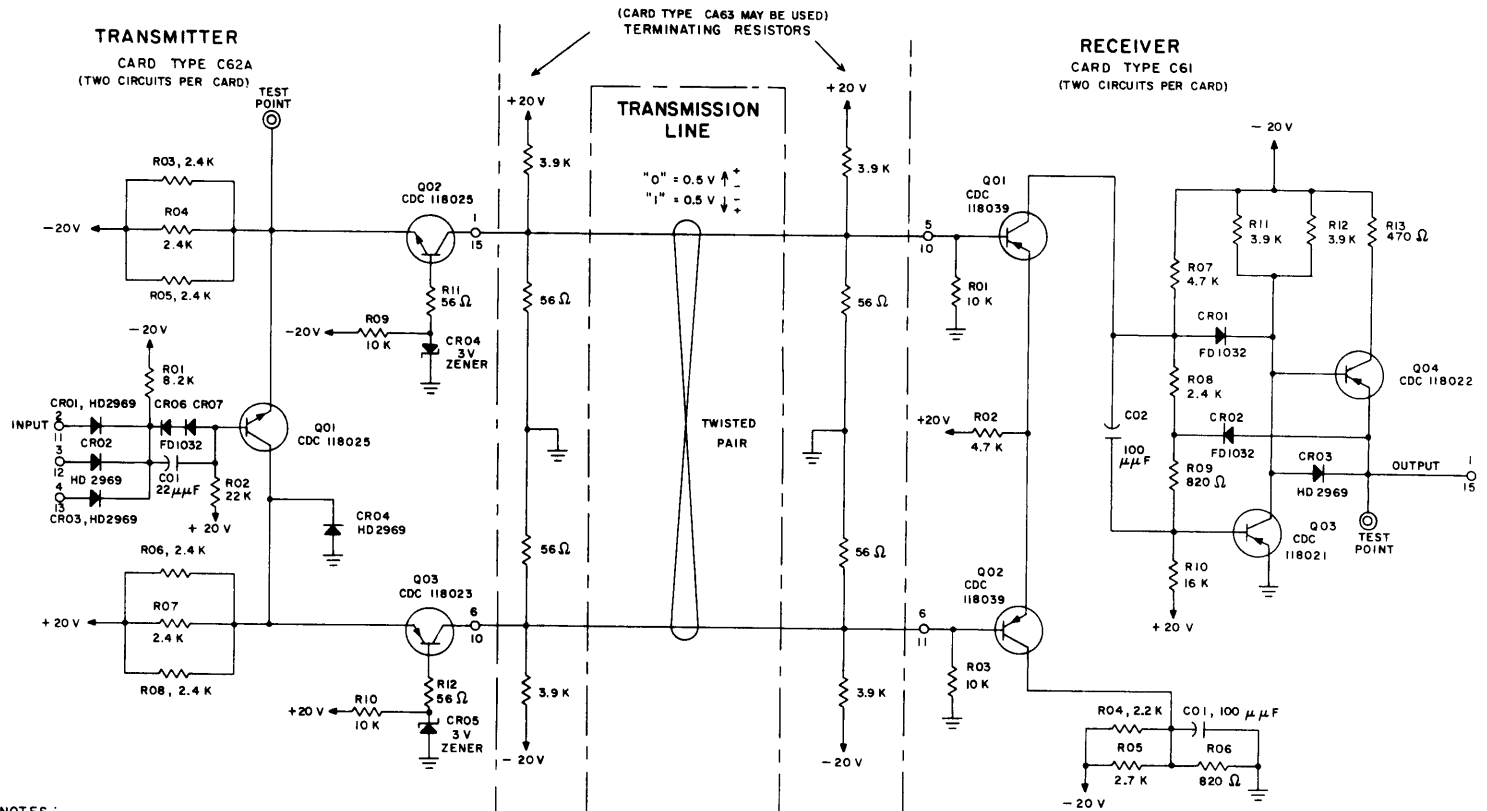 (CARD TYPE CA63 MAY BE USED)
TERMINATING RESISTORS
TRANSMITTER
CARD TYPE C62A
(TWO CIRCUITS PER CARD)
TEST
POINT
R03, 2.4 K
R04
2.4K
R05, 2.4 K
-20V
Q02
CDC 118025
1
15
R11
56 Ω
R09
10 K
-20V
CR04
3V
ZENER
-20 V
R01
8.2K
CR01, HD2969
CR06 CR07
INPUT
2
11
CR02
FD1032
3
12
HD 2969
C01
22μμF
4
13
CR03, HD2969
R02
22K
+ 20 V
Q01
CDC 118025
CR04
HD2969
R06, 2.4 K
R07
2.4 K
R08, 2.4 K
+ 20V
Q03
CDC 118023
6
10
R12
56 Ω
R10
10 K
+20V
CR05
3 V
ZENER
+20 V
3.9 K
56 Ω
56 Ω
3.9 K
- 20 V
TRANSMISSION
LINE
"0" = 0.5 V + -
"1" = 0.5 V - +
TWISTED
PAIR
+20 V
3.9 K
56 Ω
56 Ω
3.9 K
-20 V
RECEIVER
CARD TYPE C61
(TWO CIRCUITS PER CARD)
5
10
Q01
CDC
118039
R01
10 K
+20V
R02
4.7 K
Q02
CDC
118039
6
11
R03
10 K
- 20 V
R11
3.9 K
R12
3.9K
R13
470 Ω
R07
4.7 K
CR01
FD1032
R08
2.4 K
Q04
CDC 118022
C02
100
μμF
CR02
FD1032
R09
820 Ω
CR03
HD 2969
OUTPUT
1
15
TEST
POINT
Q03
CDC
118021
R10
16 K
+ 20 V
R04, 2.2K
C01, 100 μμF
R05
2.7 K
R06
820 Ω
-20 V
NOTES: